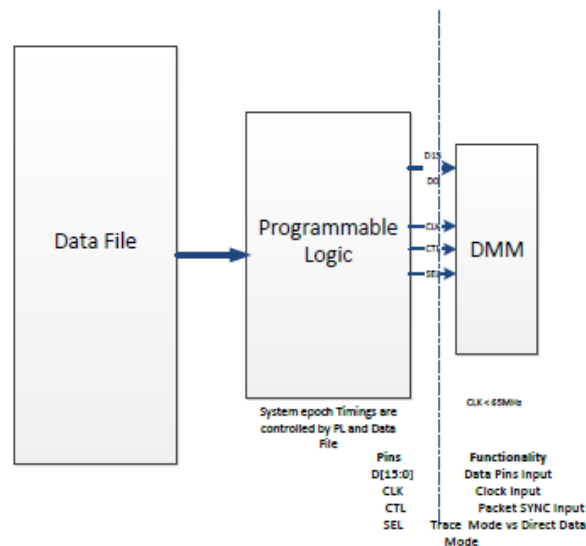 D15
D0
Data File
Programmable
Logic
CLK
CTL
SEL
DMM
System epoch Timings are
controlled by PL and Data
File
CLK < 65MHz
Pins Functionality
D[15:0] Data Pins Input
CLK Clock Input
CTL Packet SYNC Input
SEL Trace Mode vs Direct Data
Mode